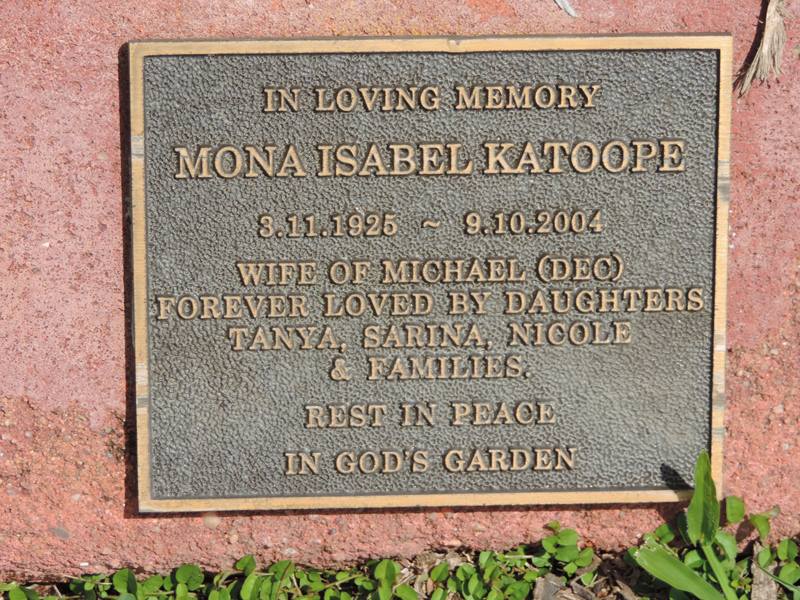 IN LOVING MEMORY
MONA ISABEL KATOOPE
3.11.1925 ~ 9.10.2004
WIFE OF MICHAEL (DEC)
FOREVER LOVED BY DAUGHTERS
TANYA, SARINA, NICOLE
& FAMILIES.
REST IN PEACE
IN GOD'S GARDEN